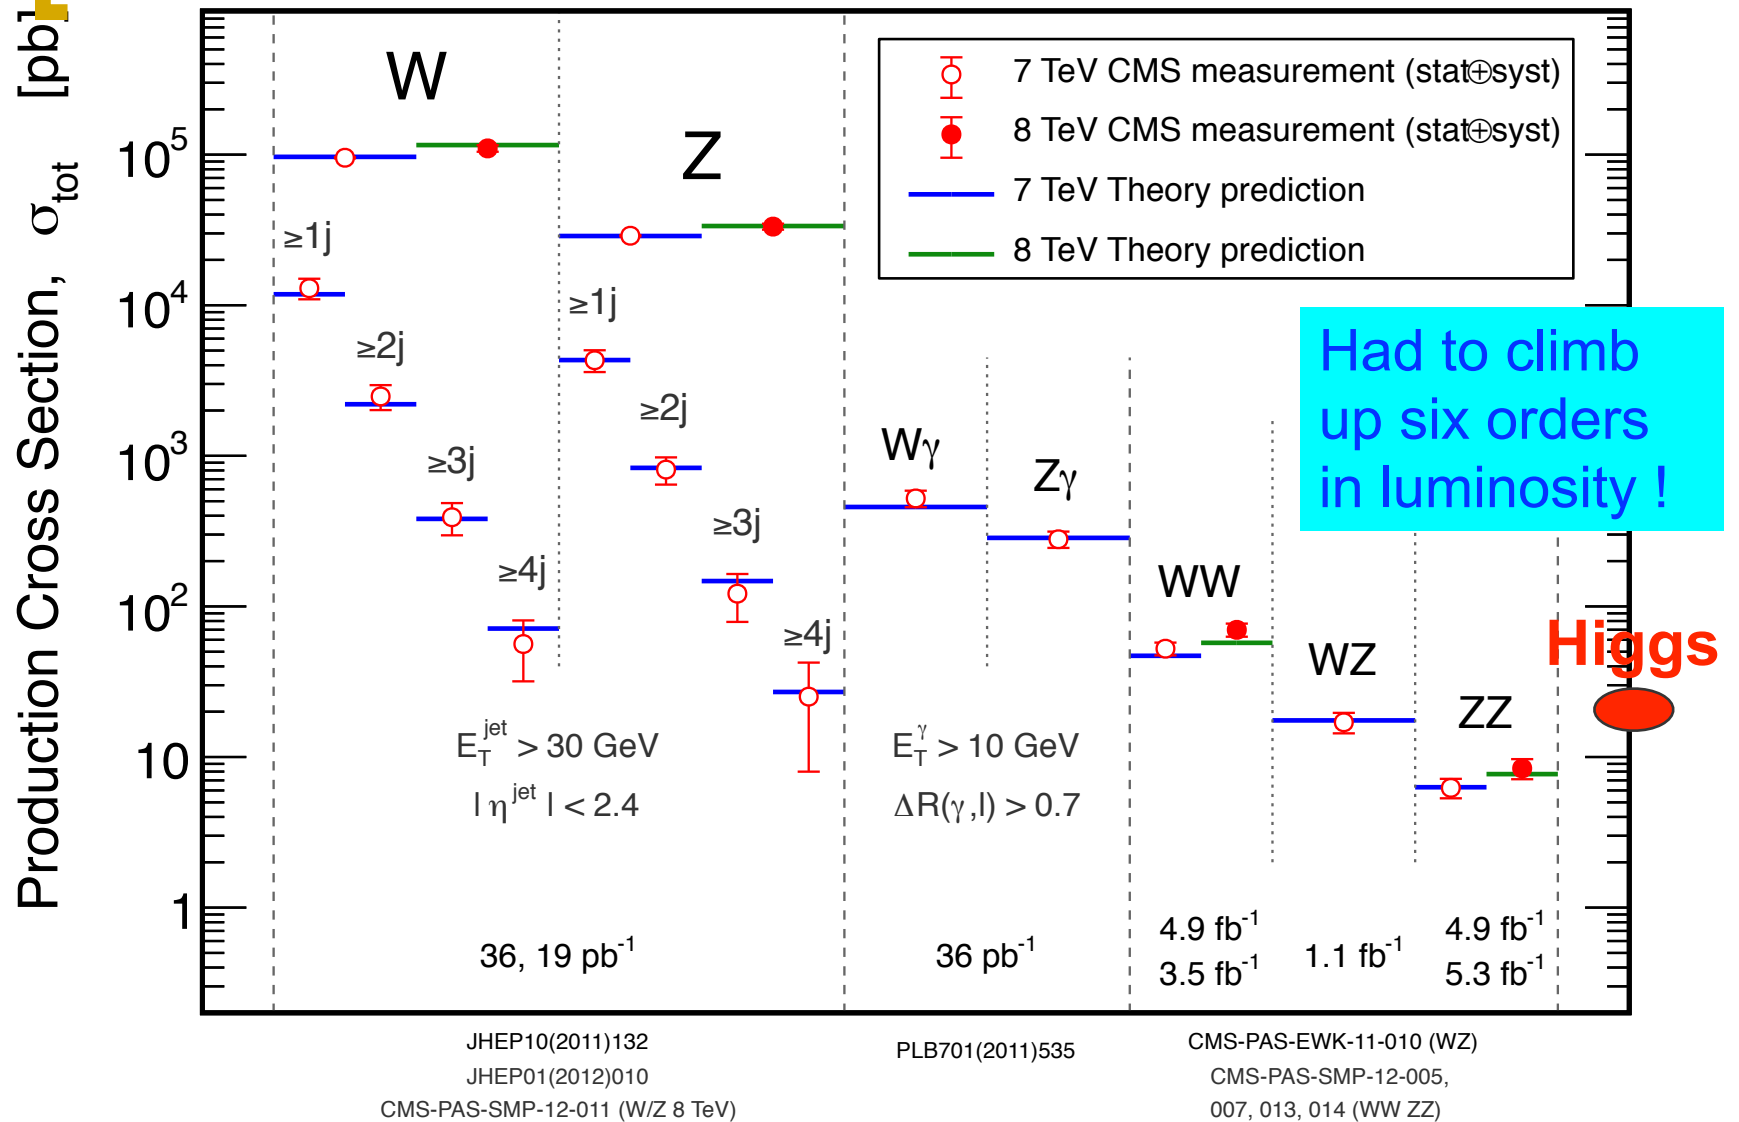 Production Cross Section, σtot [pb]
10^5
10^4
10^3
10^2
10
1
W
≥1j
≥2j
≥3j
≥4j
Z
≥1j
≥2j
≥3j
≥4j
E_T^jet > 30 GeV
| η^jet | < 2.4
36, 19 pb^-1
Wγ
Zγ
E_T^γ > 10 GeV
ΔR(γ,l) > 0.7
36 pb^-1
WW
WZ
ZZ
4.9 fb^-1
3.5 fb^-1
1.1 fb^-1
4.9 fb^-1
5.3 fb^-1
7 TeV CMS measurement (stat⊕syst)
8 TeV CMS measurement (stat⊕syst)
7 TeV Theory prediction
8 TeV Theory prediction
Had to climb
up six orders
in luminosity !
Higgs
JHEP10(2011)132
JHEP01(2012)010
CMS-PAS-SMP-12-011 (W/Z 8 TeV)
PLB701(2011)535
CMS-PAS-EWK-11-010 (WZ)
CMS-PAS-SMP-12-005,
007, 013, 014 (WW ZZ)